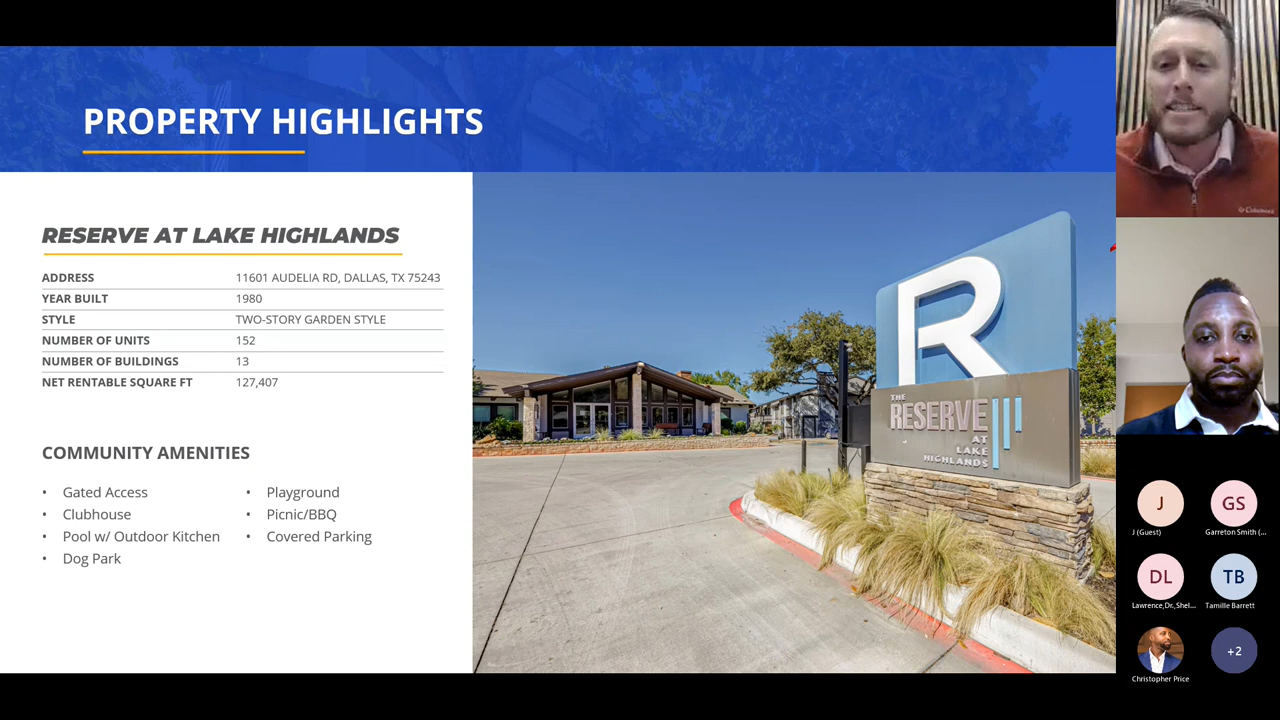 PROPERTY HIGHLIGHTS
RESERVE AT LAKE HIGHLANDS
ADDRESS 11601 AUDELIA RD, DALLAS, TX 75243
YEAR BUILT 1980
STYLE TWO-STORY GARDEN STYLE
NUMBER OF UNITS 152
NUMBER OF BUILDINGS 13
NET RENTABLE SQUARE FT 127,407
COMMUNITY AMENITIES
• Gated Access • Playground
• Clubhouse • Picnic/BBQ
• Pool w/ Outdoor Kitchen • Covered Parking
• Dog Park
R
THE
RESERVE
AT
LAKE
HIGHLANDS
J GS
J (Guest) Garreton Smith (...
DL TB
Lawrence,Dr.,Shel... Tamille Barrett
+2
Christopher Price